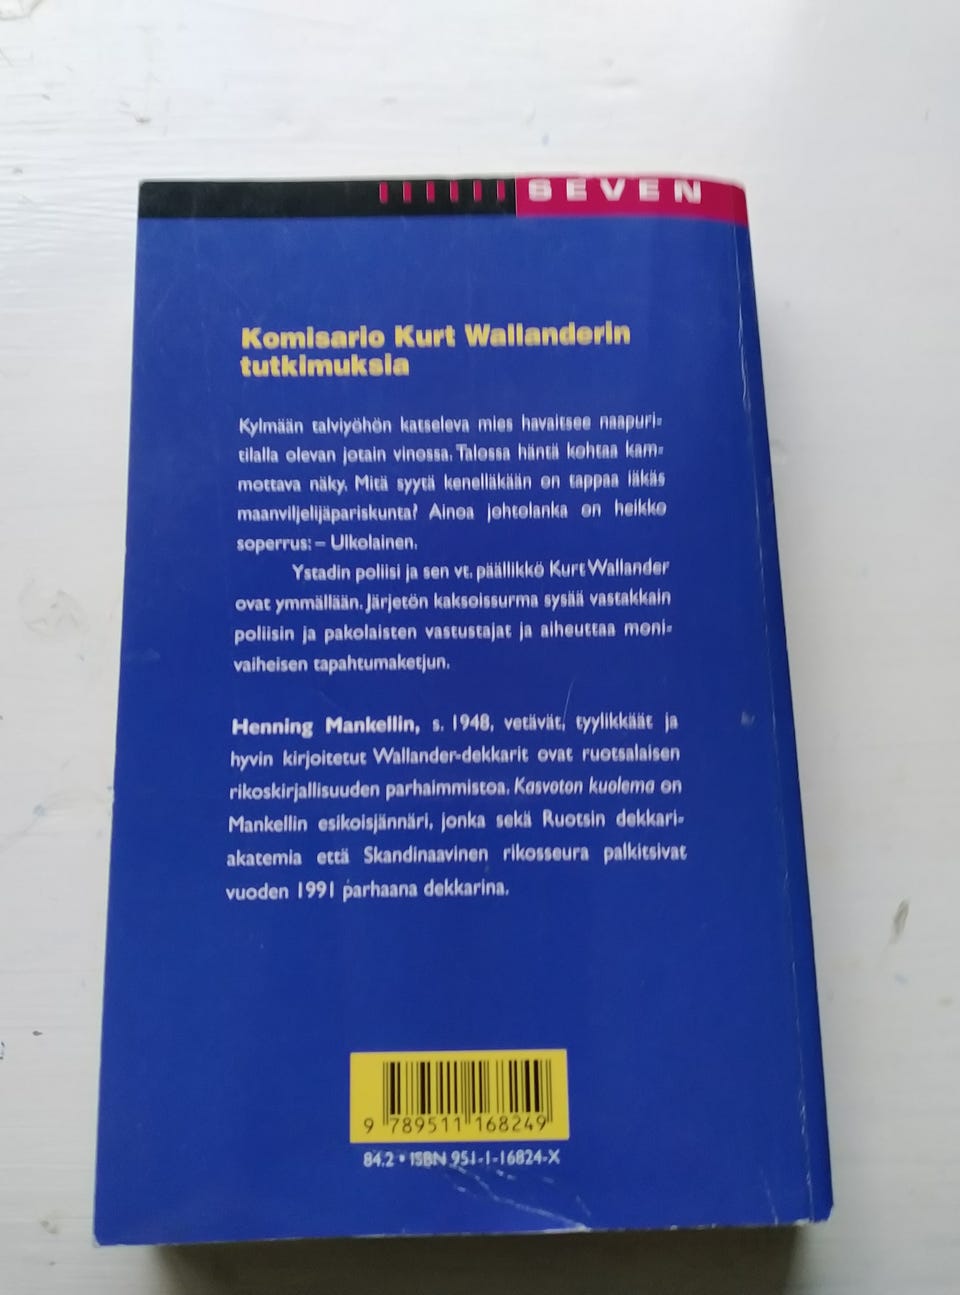 SEVEN
Komisario Kurt Wallanderin
tutkimuksia
Kylmään talviyöhön katseleva mies havaitsee naapuri-
tilalla olevan jotain vinossa. Talossa häntä kohtaa kam-
mottava näky. Mitä syytä kenelläkään on tappaa iäkäs
maanviljelijäpariskunta? Ainoa johtolanka on heikko
soperrus: – Ulkolainen.
Ystadin poliisi ja sen vt. päällikkö Kurt Wallander
ovat ymmällään. Järjetön kaksoissurma sysää vastakkain
poliisin ja pakolaisten vastustajat ja aiheuttaa moni-
vaiheisen tapahtumaketjun.
Henning Mankellin, s. 1948, vetävät, tyylikkäät ja
hyvin kirjoitetut Wallander-dekkarit ovat ruotsalaisen
rikoskirjallisuuden parhaimmistoa. Kasvoton kuolema on
Mankellin esikoisjännäri, jonka sekä Ruotsin dekkari-
akatemia että Skandinaavinen rikosseura palkitsivat
vuoden 1991 parhaana dekkarina.
9 789511 168249
84.2 • ISBN 951-1-16824-X